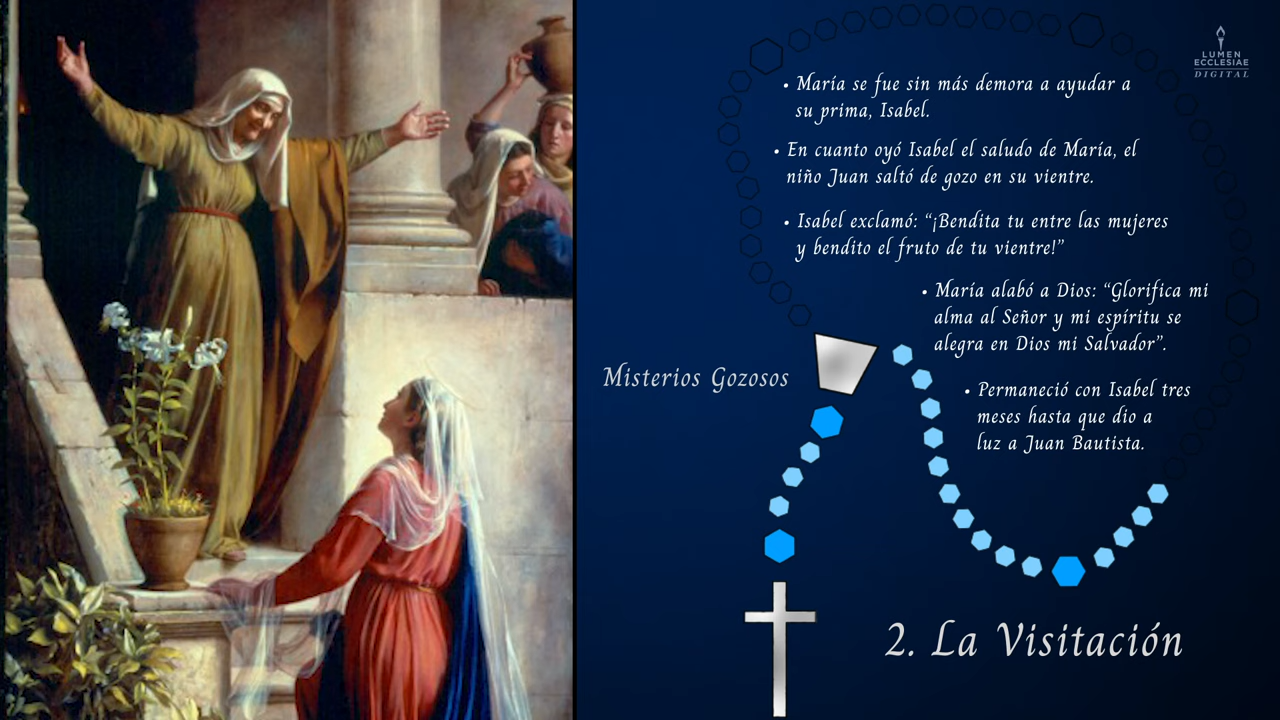 LUMEN
ECCLESIAE
DIGITAL
• María se fue sin más demora a ayudar a
su prima, Isabel.
• En cuanto oyó Isabel el saludo de María, el
niño Juan saltó de gozo en su vientre.
• Isabel exclamó: “¡Bendita tu entre las mujeres
y bendito el fruto de tu vientre!”
• María alabó a Dios: “Glorifica mi
alma al Señor y mi espíritu se
alegra en Dios mi Salvador”.
Misterios Gozosos
• Permaneció con Isabel tres
meses hasta que dio a
luz a Juan Bautista.
2. La Visitación